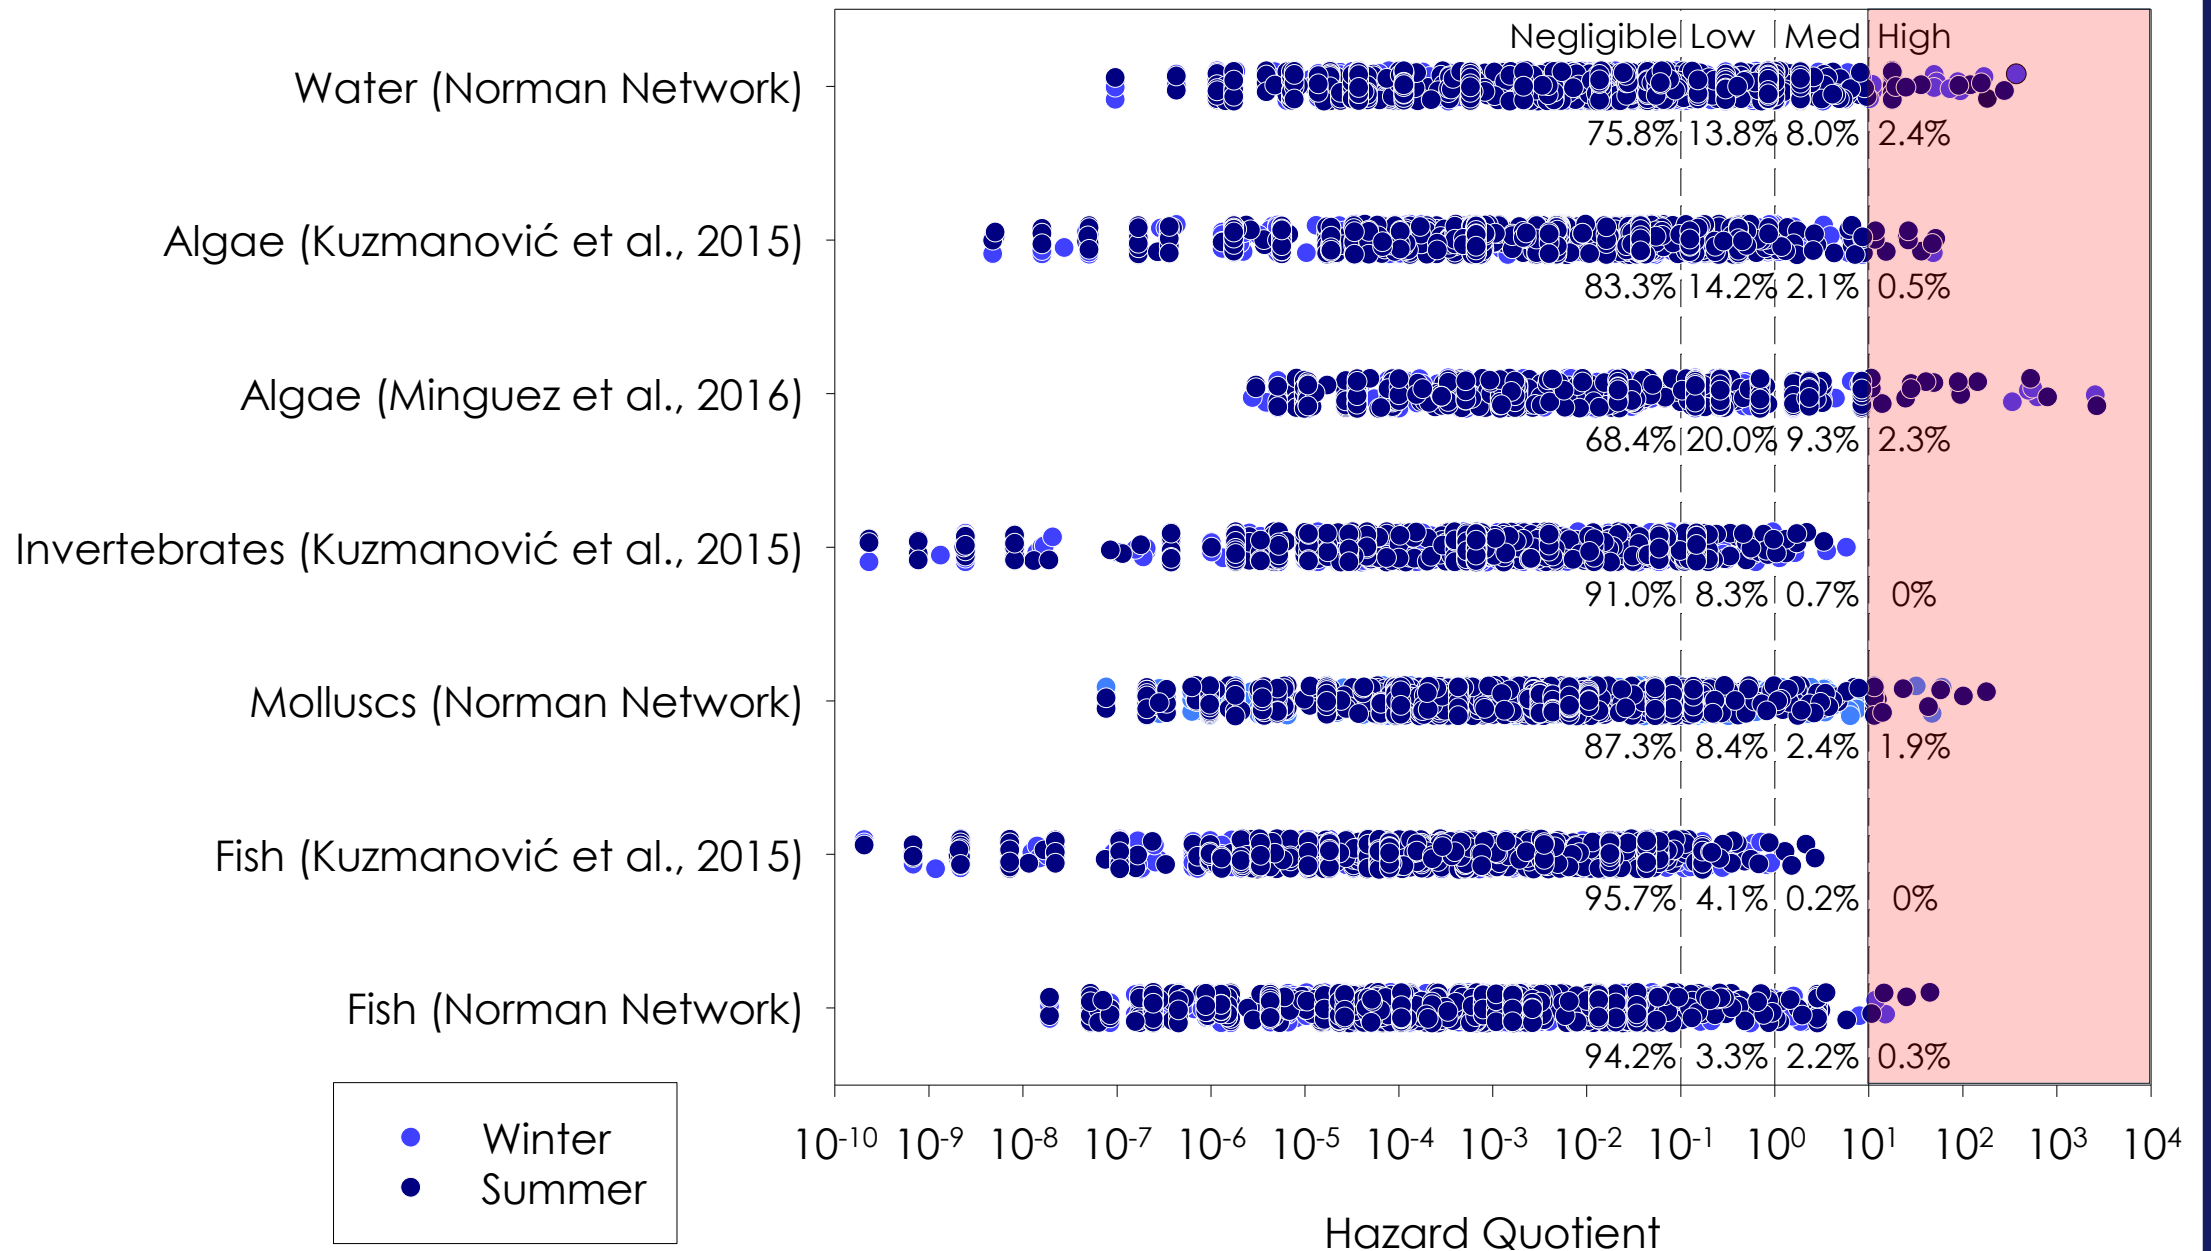 Negligible Low Med High
Water (Norman Network)
75.8% 13.8% 8.0% 2.4%
Algae (Kuzmanović et al., 2015)
83.3% 14.2% 2.1% 0.5%
Algae (Minguez et al., 2016)
68.4% 20.0% 9.3% 2.3%
Invertebrates (Kuzmanović et al., 2015)
91.0% 8.3% 0.7% 0%
Molluscs (Norman Network)
87.3% 8.4% 2.4% 1.9%
Fish (Kuzmanović et al., 2015)
95.7% 4.1% 0.2% 0%
Fish (Norman Network)
94.2% 3.3% 2.2% 0.3%
10⁻¹⁰ 10⁻⁹ 10⁻⁸ 10⁻⁷ 10⁻⁶ 10⁻⁵ 10⁻⁴ 10⁻³ 10⁻² 10⁻¹ 10⁰ 10¹ 10² 10³ 10⁴
Winter
Summer
Hazard Quotient